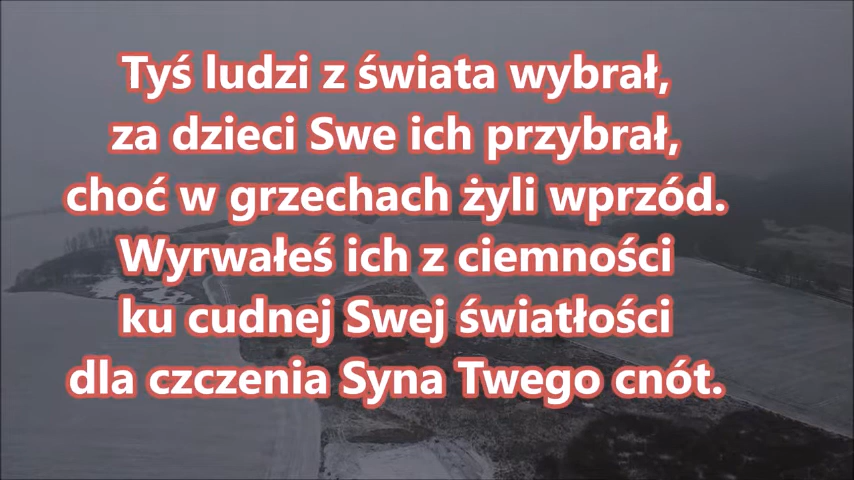 Tyś ludzi z świata wybrał,
za dzieci Swe ich przybrał,
choć w grzechach żyli wprzód.
Wyrwałeś ich z ciemności
ku cudnej Swej światłości
dla czczenia Syna Twego cnót.